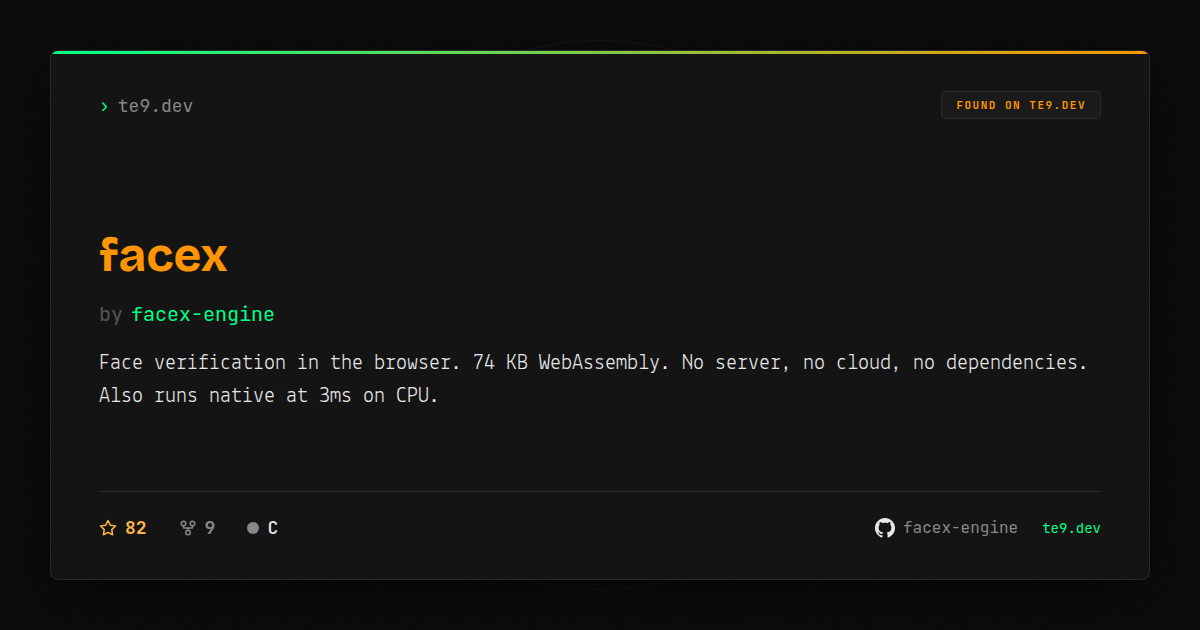 › te9.dev
FOUND ON TE9.DEV
facex
by facex-engine
Face verification in the browser. 74 KB WebAssembly. No server, no cloud, no dependencies.
Also runs native at 3ms on CPU.
82 9 C
facex-engine te9.dev